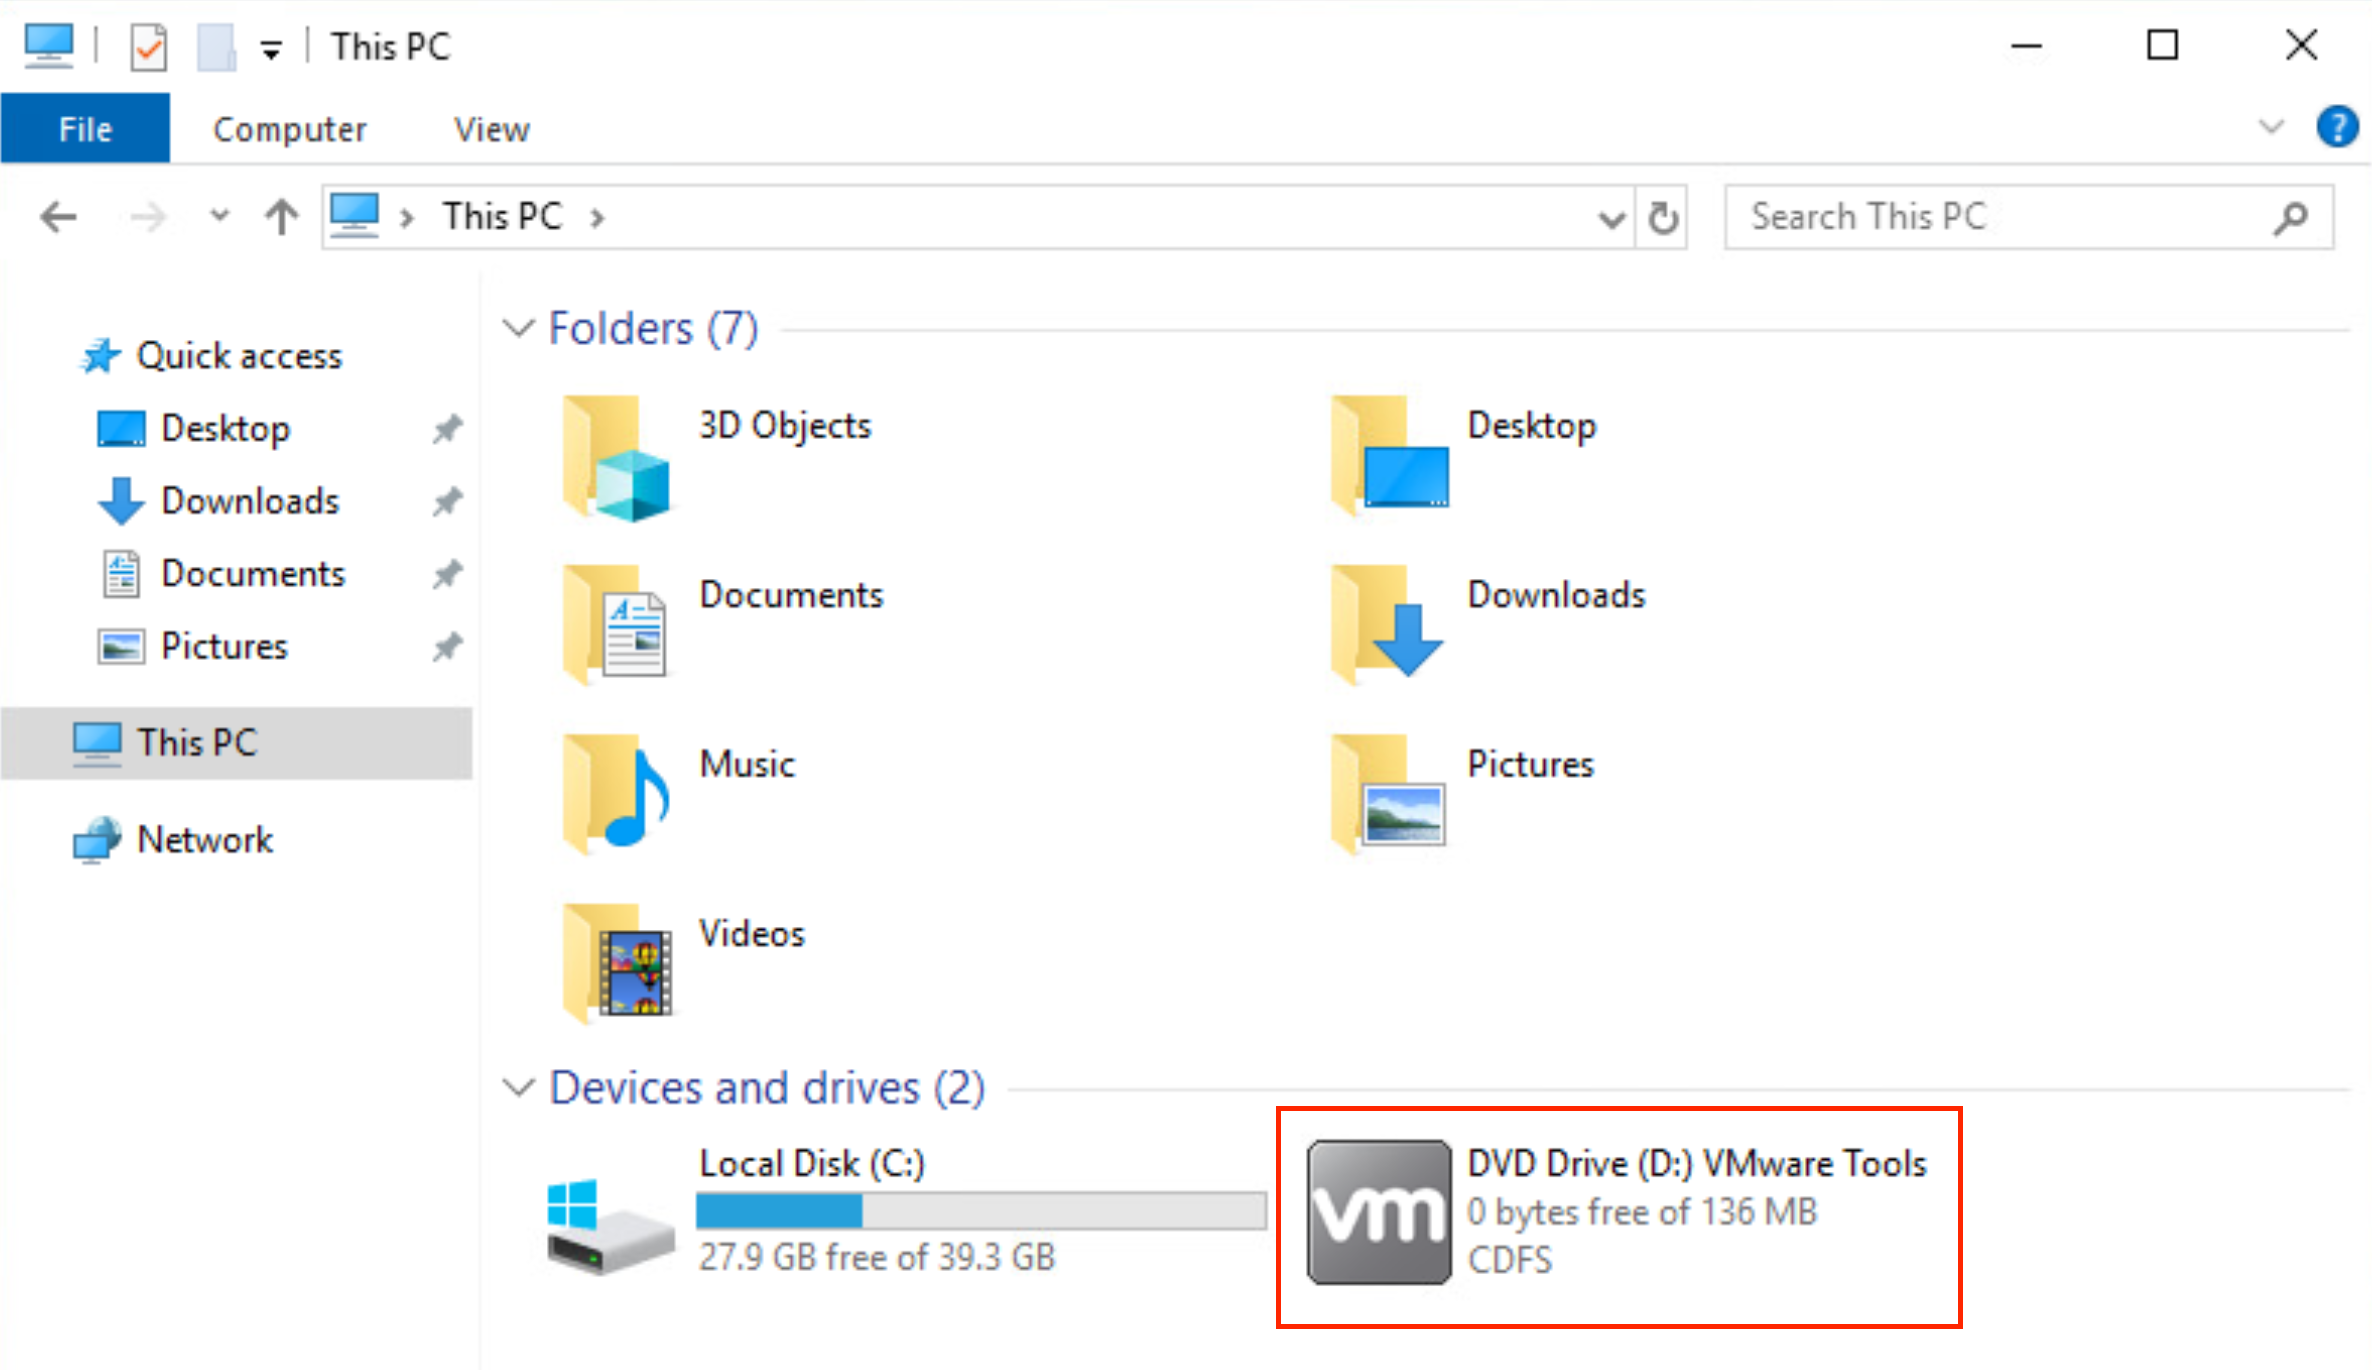 This PC
File Computer View
?
This PC
Search This PC
Quick access
Desktop
Downloads
Documents
Pictures
This PC
Network
Folders (7)
3D Objects
Desktop
Documents
Downloads
Music
Pictures
Videos
Devices and drives (2)
Local Disk (C:)
27.9 GB free of 39.3 GB
vm
DVD Drive (D:) VMware Tools
0 bytes free of 136 MB
CDFS